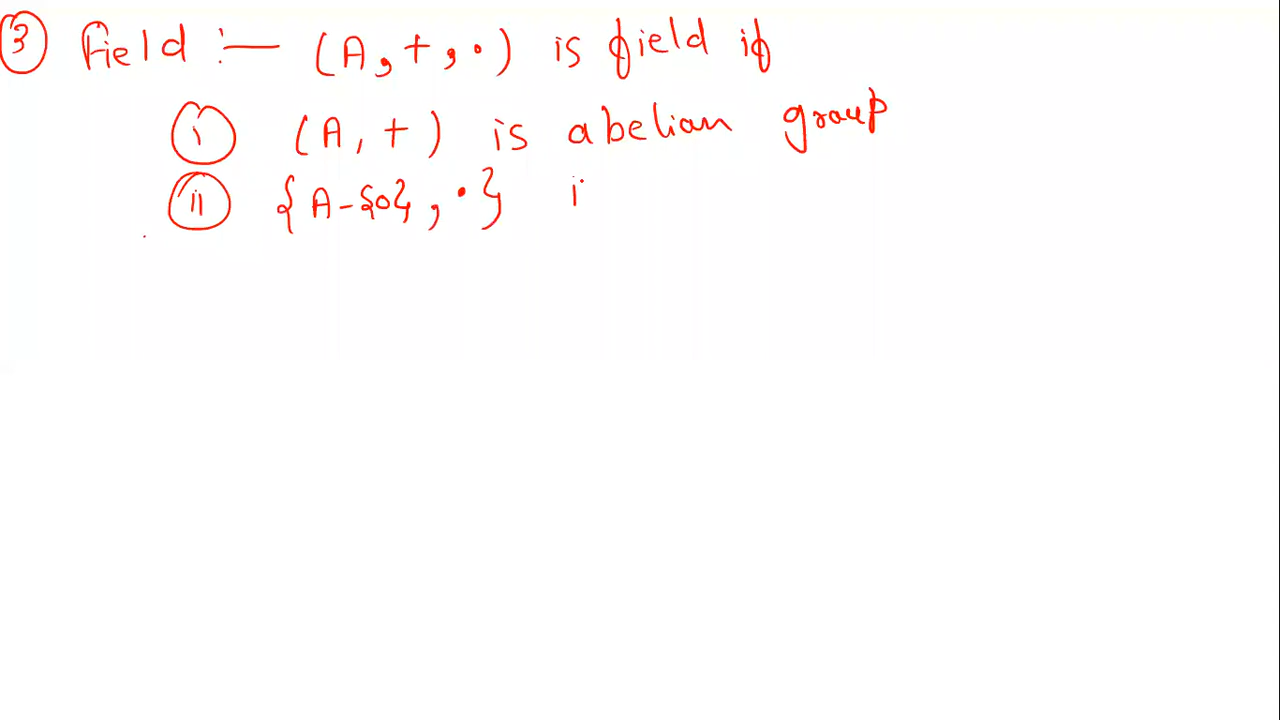 ③ Field :— (A, +, ·) is field if
ⓘ (A, +) is abelian group
ⓘⓘ {A-{0}, ·} i